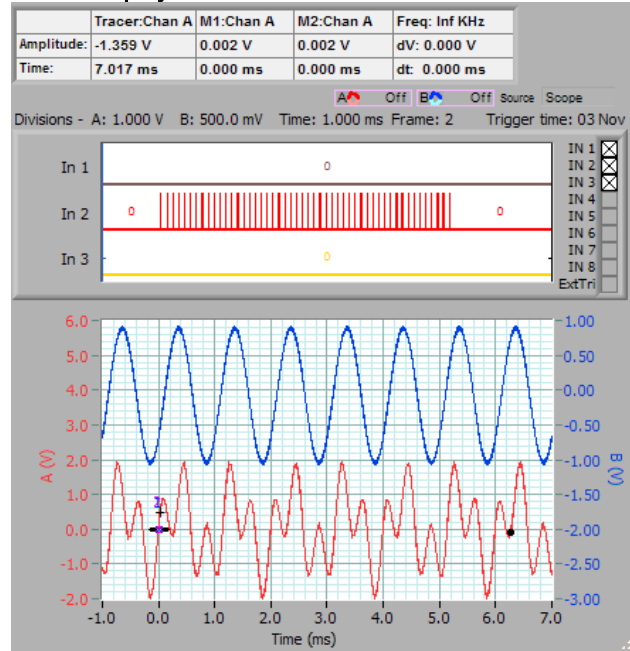 Tracer:Chan A M1:Chan A M2:Chan A Freq: Inf KHz
Amplitude: -1.359 V 0.002 V 0.002 V dV: 0.000 V
Time: 7.017 ms 0.000 ms 0.000 ms dt: 0.000 ms
A Off B Off Source Scope
Divisions - A: 1.000 V B: 500.0 mV Time: 1.000 ms Frame: 2 Trigger time: 03 Nov
In 1 0 IN 1
IN 2
IN 3
In 2 0 0 IN 4
IN 5
IN 6
In 3 0 IN 7
IN 8
ExtTri
6.0 1.00
5.0 0.50
4.0 0.00
3.0 -0.50
2.0 -1.00
A (V) B (V)
1.0 -1.50
1
0.0 -2.00
-1.0 -2.50
-2.0 -3.00
-1.0 0.0 1.0 2.0 3.0 4.0 5.0 6.0 7.0
Time (ms)